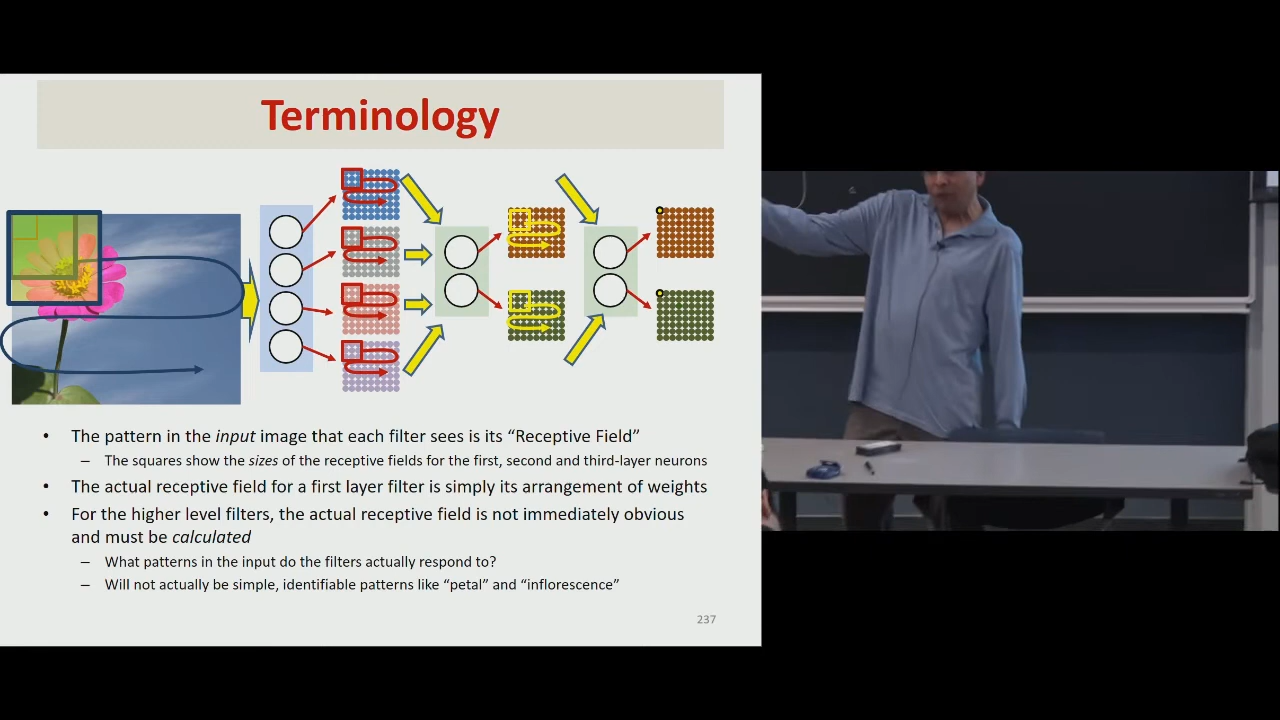 Terminology
• The pattern in the input image that each filter sees is its “Receptive Field”
– The squares show the sizes of the receptive fields for the first, second and third-layer neurons
• The actual receptive field for a first layer filter is simply its arrangement of weights
• For the higher level filters, the actual receptive field is not immediately obvious
and must be calculated
– What patterns in the input do the filters actually respond to?
– Will not actually be simple, identifiable patterns like “petal” and “inflorescence”
237